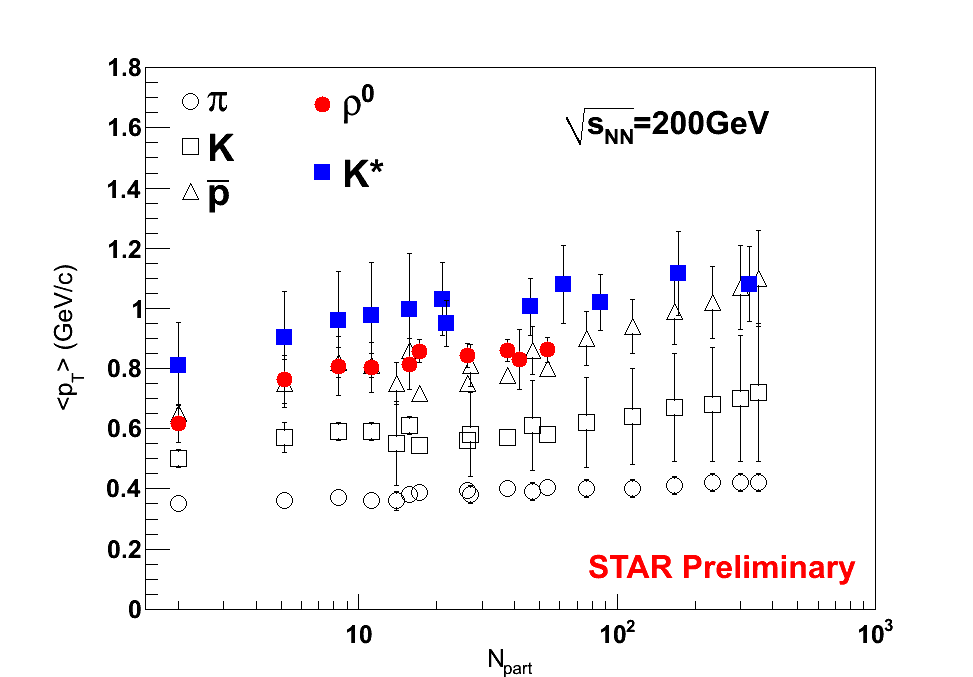 π
K
p̅
ρ⁰
K*
√s_NN=200GeV
<p_T> (GeV/c)
1.8
1.6
1.4
1.2
1
0.8
0.6
0.4
0.2
0
STAR Preliminary
10
10²
10³
N_part